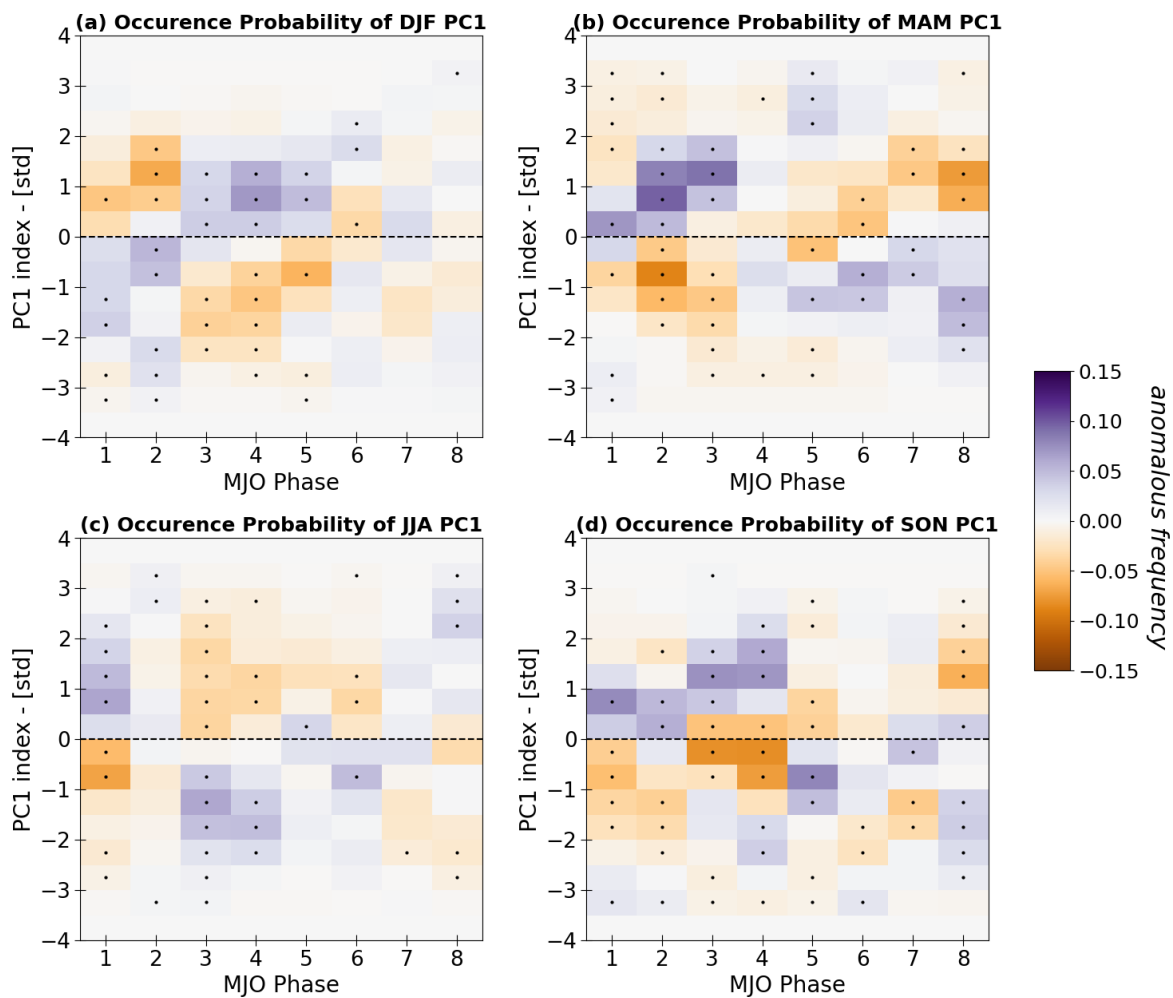 (a) Occurence Probability of DJF PC1
4
3
2
1
0
−1
−2
−3
−4
PC1 index - [std]
1 2 3 4 5 6 7 8
MJO Phase
(b) Occurence Probability of MAM PC1
4
3
2
1
0
−1
−2
−3
−4
PC1 index - [std]
1 2 3 4 5 6 7 8
MJO Phase
(c) Occurence Probability of JJA PC1
4
3
2
1
0
−1
−2
−3
−4
PC1 index - [std]
1 2 3 4 5 6 7 8
MJO Phase
(d) Occurence Probability of SON PC1
4
3
2
1
0
−1
−2
−3
−4
PC1 index - [std]
1 2 3 4 5 6 7 8
MJO Phase
0.15
0.10
0.05
0.00
−0.05
−0.10
−0.15
anomalous frequency